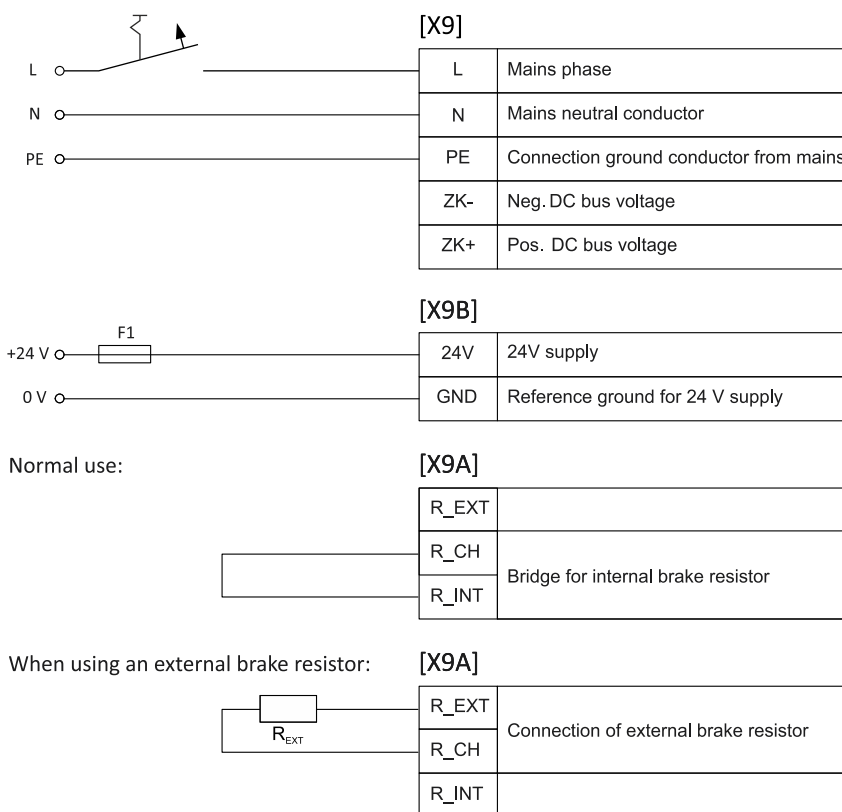 [X9]
L L Mains phase
N N Mains neutral conductor
PE PE Connection ground conductor from mains
ZK- Neg. DC bus voltage
ZK+ Pos. DC bus voltage
[X9B]
F1
+24 V 24V 24V supply
0 V GND Reference ground for 24 V supply
Normal use: [X9A]
R_EXT
R_CH
Bridge for internal brake resistor
R_INT
When using an external brake resistor: [X9A]
R_EXT
Connection of external brake resistor
REXT
R_CH
R_INT